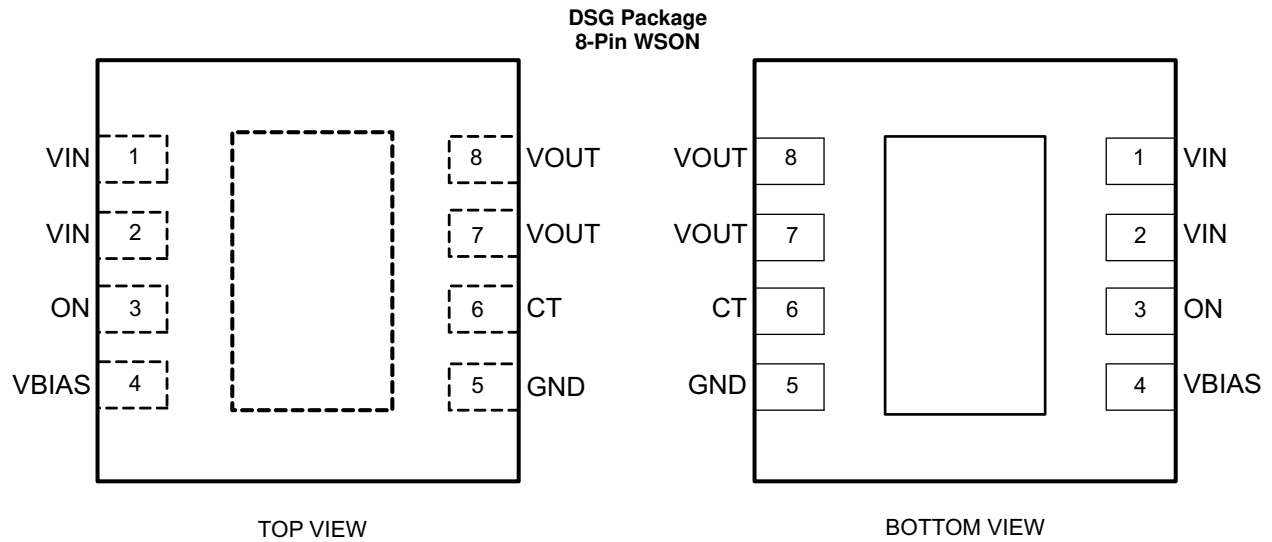 DSG Package
8-Pin WSON
VIN 1 8 VOUT
VIN 2 7 VOUT
ON 3 6 CT
VBIAS 4 5 GND
TOP VIEW
VOUT 8 1 VIN
VOUT 7 2 VIN
CT 6 3 ON
GND 5 4 VBIAS
BOTTOM VIEW